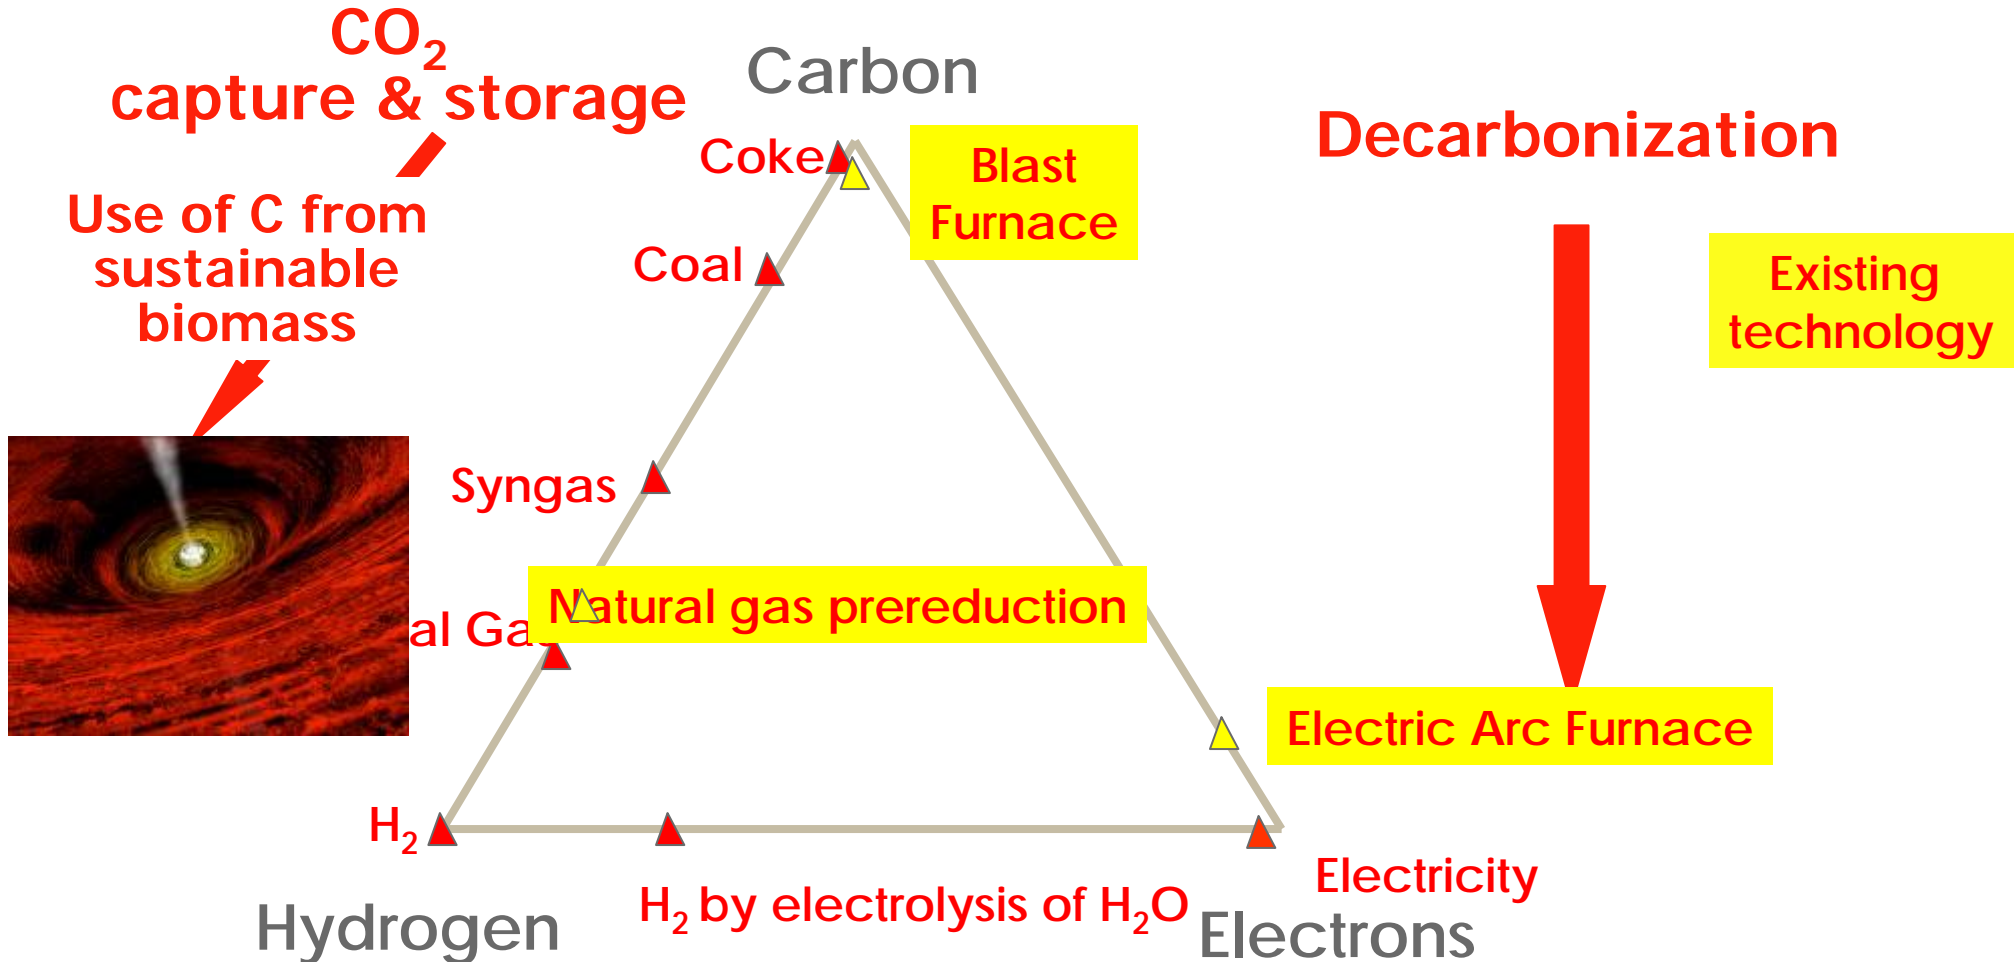 CO₂
capture & storage
Use of C from
sustainable
biomass
Carbon
Coke
Blast
Furnace
Coal
Syngas
Natural gas prereduction
al Gas
Decarbonization
Existing
technology
Electric Arc Furnace
H₂
H₂ by electrolysis of H₂O
Electricity
Hydrogen
Electrons